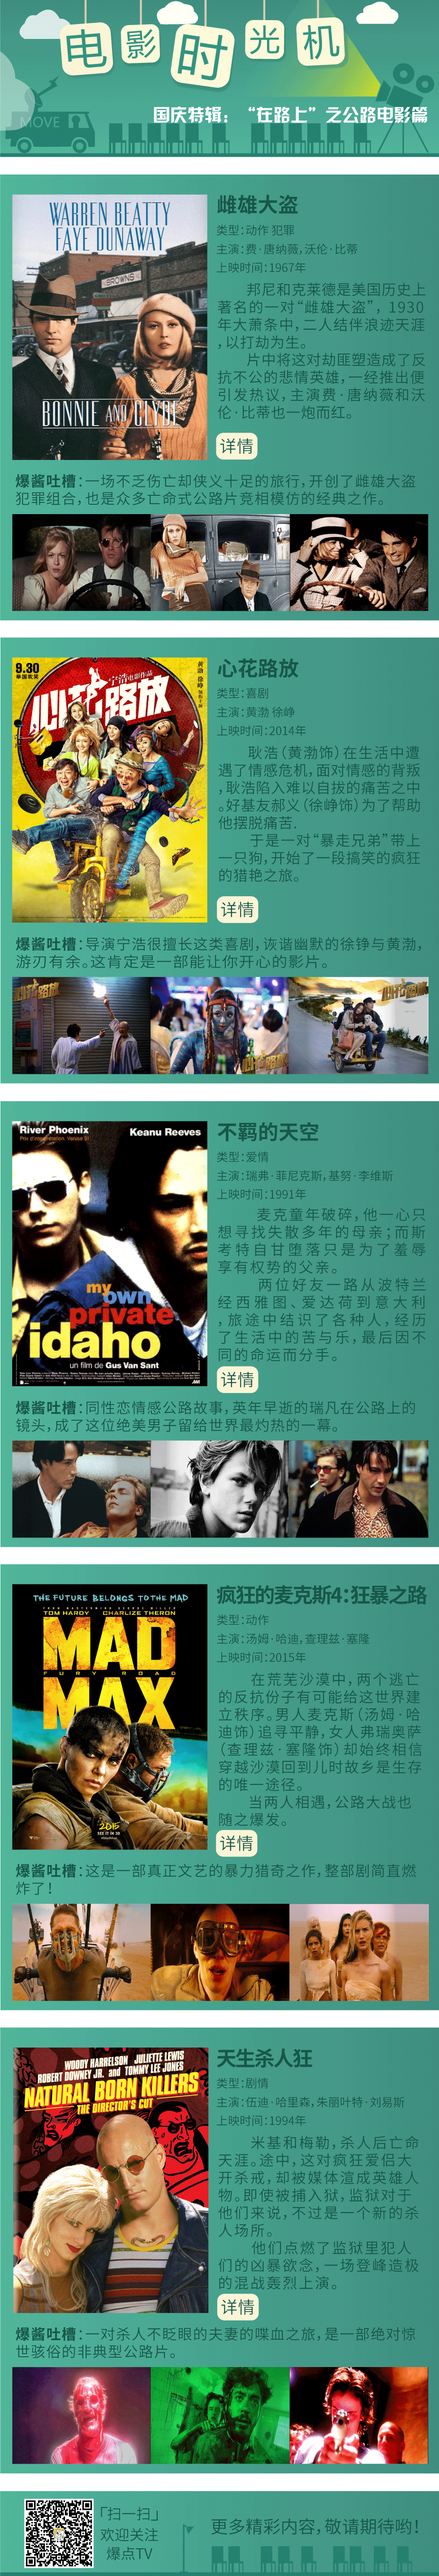 电影时光机
国庆特辑：“在路上”之公路电影篇
MOVE
WARREN BEATTY
FAYE DUNAWAY
BONNIE AND CLYDE
雌雄大盗
类型:动作 犯罪
主演:费·唐纳薇,沃伦·比蒂
上映时间:1967年
邦尼和克莱德是美国历史上
著名的一对“雌雄大盗”，1930
年大萧条中，二人结伴浪迹天涯
,以打劫为生。
片中将这对劫匪塑造成了反
抗不公的悲情英雄,一经推出便
引发热议,主演费·唐纳薇和沃
伦·比蒂也一炮而红。
详情
爆酱吐槽:一场不乏伤亡却侠义十足的旅行,开创了雌雄大盗
犯罪组合,也是众多亡命式公路片竞相模仿的经典之作。
9.30
宁浩电影作品
黄渤 徐峥
心花路放
心花路放
类型:喜剧
主演:黄渤 徐峥
上映时间:2014年
耿浩(黄渤饰)在生活中遭
遇了情感危机,面对情感的背叛
,耿浩陷入难以自拔的痛苦之中
。好基友郝义(徐峥饰)为了帮助
他摆脱痛苦.
于是一对“暴走兄弟”带上
一只狗,开始了一段搞笑的疯狂
的猎艳之旅。
详情
爆酱吐槽:导演宁浩很擅长这类喜剧,诙谐幽默的徐铮与黄渤,
游刃有余。这肯定是一部能让你开心的影片。
心花路放
心花路放
心花路放
River Phoenix
Keanu Reeves
Prix d'interpretation Venise 91
my own
private
idaho
un film de Gus Van Sant
不羁的天空
类型:爱情
主演:瑞弗·菲尼克斯,基努·李维斯
上映时间:1991年
麦克童年破碎,他一心只
想寻找失散多年的母亲;而斯
考特自甘堕落只是为了羞辱
享有权势的父亲。
两位好友一路从波特兰
经西雅图、爱达荷到意大利
,旅途中结识了各种人,经历
了生活中的苦与乐,最后因不
同的命运而分手。
详情
爆酱吐槽:同性恋情感公路故事,英年早逝的瑞凡在公路上的
镜头,成了这位绝美男子留给世界最灼热的一幕。
THE FUTURE BELONGS TO THE MAD
TOM HARDY CHARLIZE THERON
MAD
MAX
FURY ROAD
2015
疯狂的麦克斯4:狂暴之路
类型:动作
主演:汤姆·哈迪,查理兹·塞隆
上映时间:2015年
在荒芜沙漠中,两个逃亡
的反抗份子有可能给这世界建
立秩序。男人麦克斯(汤姆·哈
迪饰)追寻平静,女人弗瑞奥萨
(查理兹·塞隆饰)却始终相信
穿越沙漠回到儿时故乡是生存
的唯一途径。
当两人相遇,公路大战也
随之爆发。
详情
爆酱吐槽:这是一部真正文艺的暴力猎奇之作,整部剧简直燃
炸了!
WOODY HARRELSON JULIETTE LEWIS
ROBERT DOWNEY JR. AND TOMMY LEE JONES
NATURAL BORN KILLERS
THE DIRECTOR'S CUT
天生杀人狂
类型:剧情
主演:伍迪·哈里森,朱丽叶特·刘易斯
上映时间:1994年
米基和梅勒,杀人后亡命
天涯。途中,这对疯狂爱侣大
开杀戒,却被媒体渲成英雄人
物。即使被捕入狱,监狱对于
他们来说,不过是一个新的杀
人场所。
他们点燃了监狱里犯人
们的凶暴欲念,一场登峰造极
的混战轰烈上演。
详情
爆酱吐槽:一对杀人不眨眼的夫妻的喋血之旅,是一部绝对惊
世骇俗的非典型公路片。
「扫一扫」
欢迎关注
爆点TV
更多精彩内容,敬请期待哟!